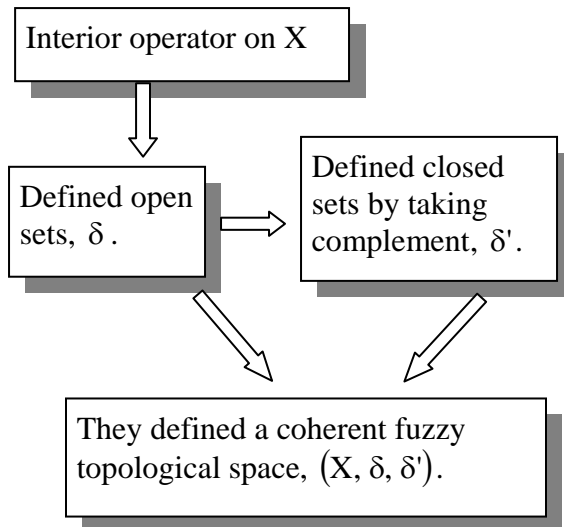 Interior operator on X
Defined open
sets, δ .
Defined closed
sets by taking
complement, δ'.
They defined a coherent fuzzy
topological space, (X, δ, δ').